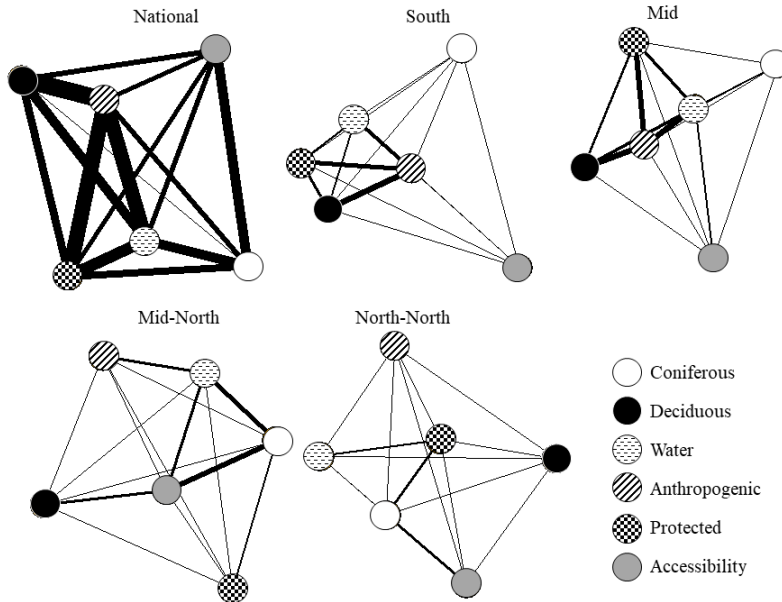 National
South
Mid
Mid-North
North-North
Coniferous
Deciduous
Water
Anthropogenic
Protected
Accessibility